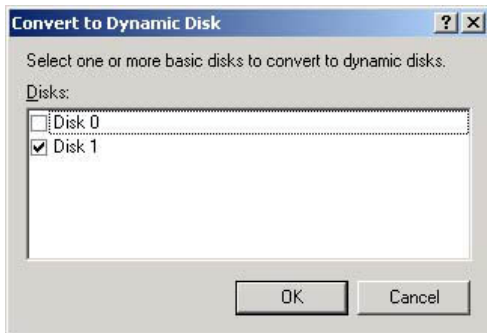 Convert to Dynamic Disk
Select one or more basic disks to convert to dynamic disks.
Disks:
Disk 0
Disk 1
OK Cancel